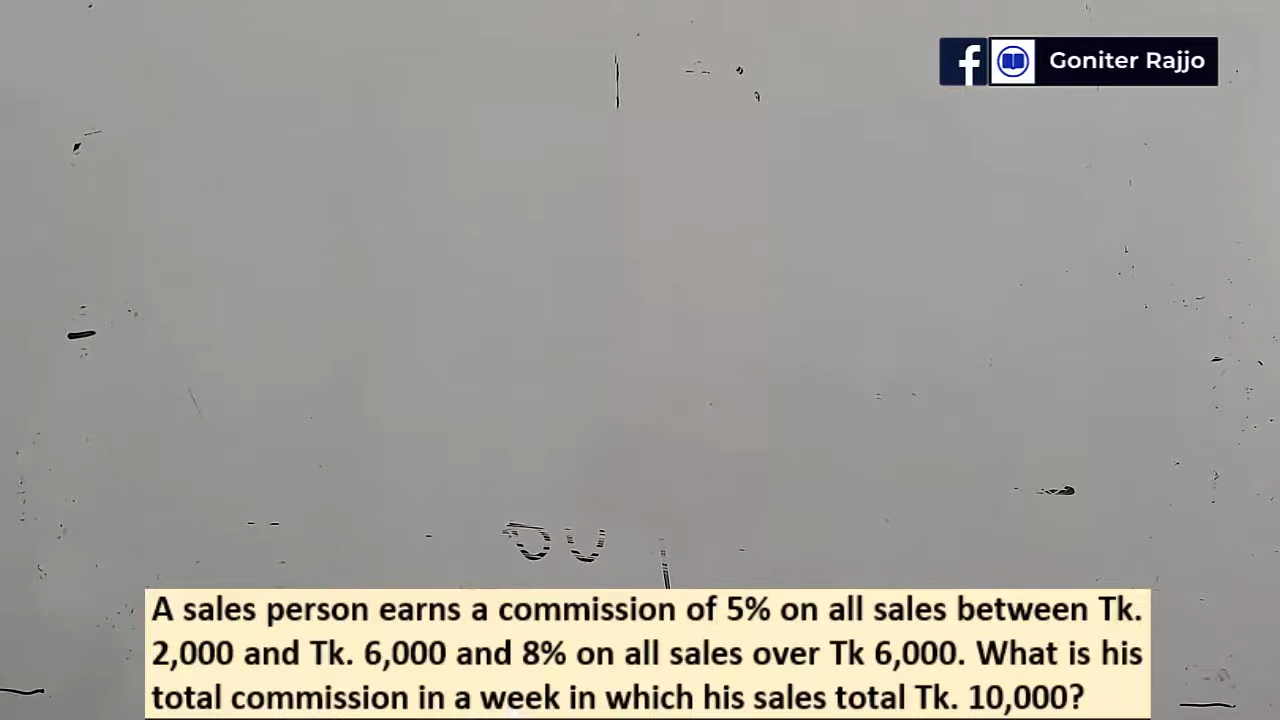 Goniter Rajjo
A sales person earns a commission of 5% on all sales between Tk.
2,000 and Tk. 6,000 and 8% on all sales over Tk 6,000. What is his
total commission in a week in which his sales total Tk. 10,000?